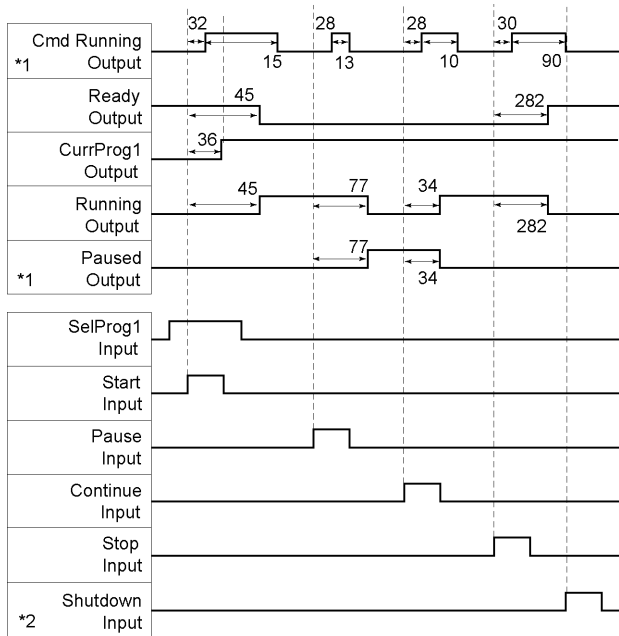 32 28 28 30
Cmd Running
*1 Output
15 13 10 90
Ready
Output
45 282
CurrProg1
Output
36
Running
Output
45 77 34
282
Paused
*1 Output
77
34
SelProg1
Input
Start
Input
Pause
Input
Continue
Input
Stop
Input
Shutdown
*2 Input